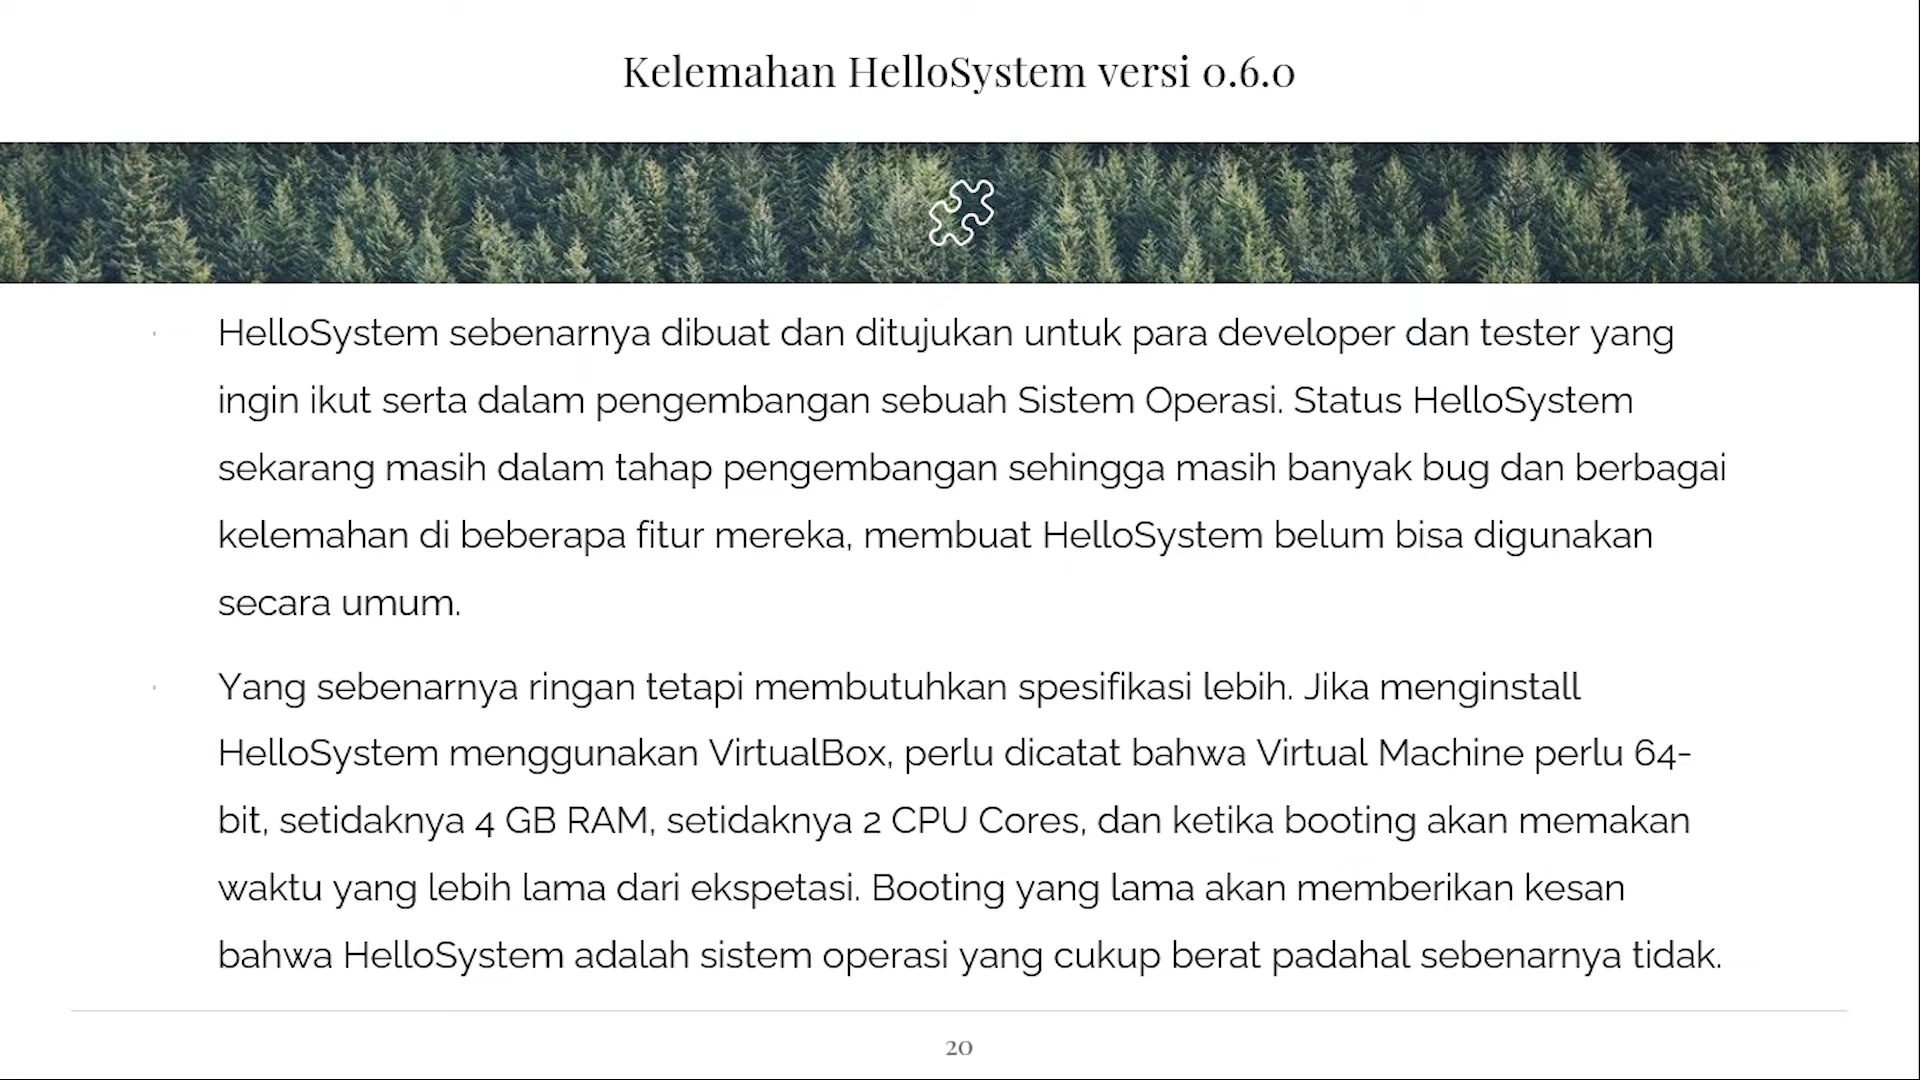 Kelemahan HelloSystem versi 0.6.0
HelloSystem sebenarnya dibuat dan ditujukan untuk para developer dan tester yang
ingin ikut serta dalam pengembangan sebuah Sistem Operasi. Status HelloSystem
sekarang masih dalam tahap pengembangan sehingga masih banyak bug dan berbagai
kelemahan di beberapa fitur mereka, membuat HelloSystem belum bisa digunakan
secara umum.
Yang sebenarnya ringan tetapi membutuhkan spesifikasi lebih. Jika menginstall
HelloSystem menggunakan VirtualBox, perlu dicatat bahwa Virtual Machine perlu 64-
bit, setidaknya 4 GB RAM, setidaknya 2 CPU Cores, dan ketika booting akan memakan
waktu yang lebih lama dari ekspetasi. Booting yang lama akan memberikan kesan
bahwa HelloSystem adalah sistem operasi yang cukup berat padahal sebenarnya tidak.
20